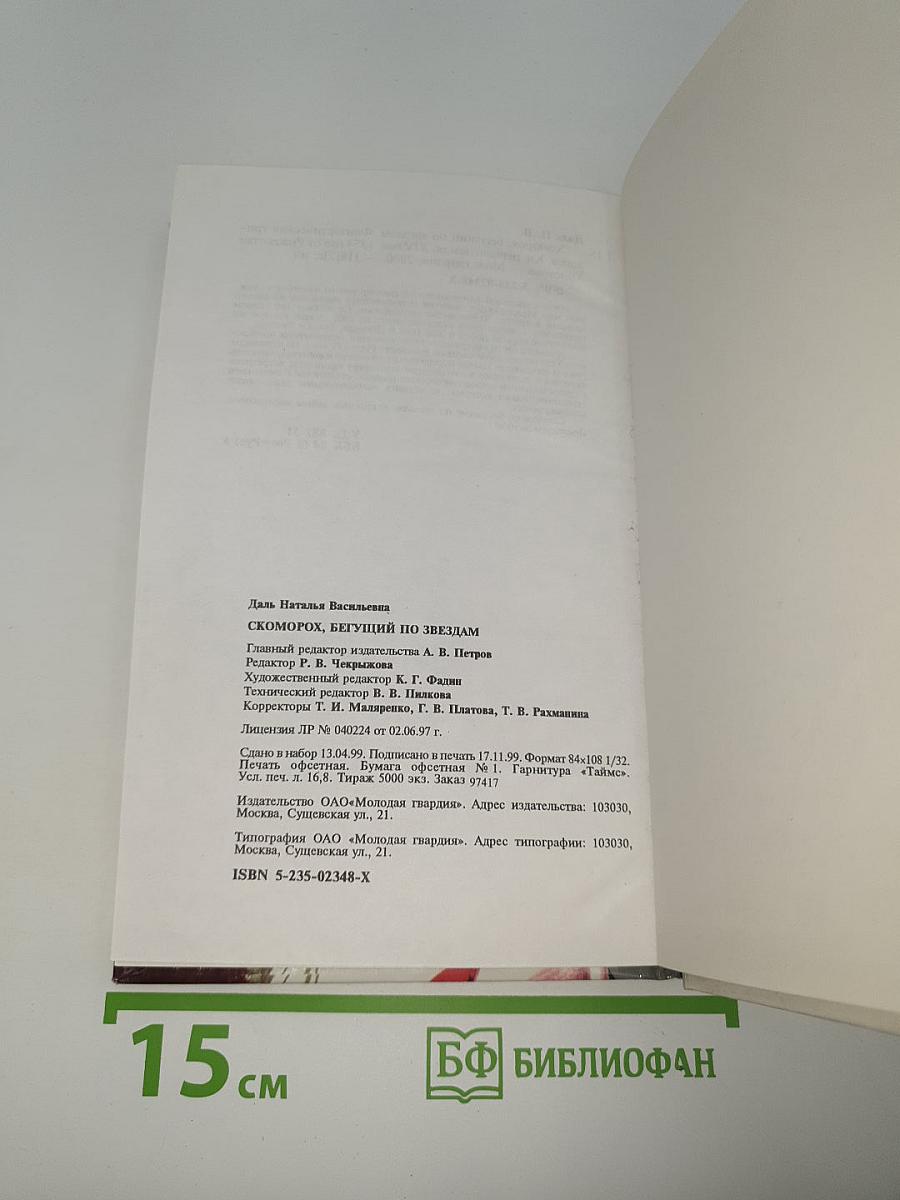 Даль Наталья Васильевна
СКОМОРОХ, БЕГУЩИЙ ПО ЗВЕЗДАМ
Главный редактор издательства А. В. Петров
Редактор Р. В. Чекрыжова
Художественный редактор К. Г. Фадин
Технический редактор В. В. Пилкова
Корректоры Т. И. Маляренко, Г. В. Платова, Т. В. Рахманина
Лицензия ЛР № 040224 от 02.06.97 г.
Сдано в набор 13.04.99. Подписано в печать 17.11.99. Формат 84×108 1/32.
Печать офсетная. Бумага офсетная № 1. Гарнитура «Таймс».
Усл. печ. л. 16,8. Тираж 5000 экз. Заказ 97417
Издательство ОАО«Молодая гвардия». Адрес издательства: 103030,
Москва, Сущевская ул., 21.
Типография ОАО «Молодая гвардия». Адрес типографии: 103030,
Москва, Сущевская ул., 21.
ISBN 5-235-02348-X
15 см
БФ БИБЛИОФАН